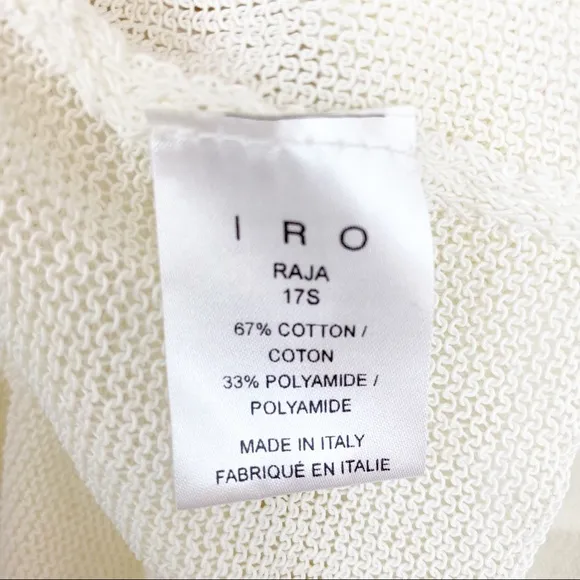 IRO
RAJA
17S
67% COTTON /
COTON
33% POLYAMIDE /
POLYAMIDE
MADE IN ITALY
FABRIQUÉ EN ITALIE